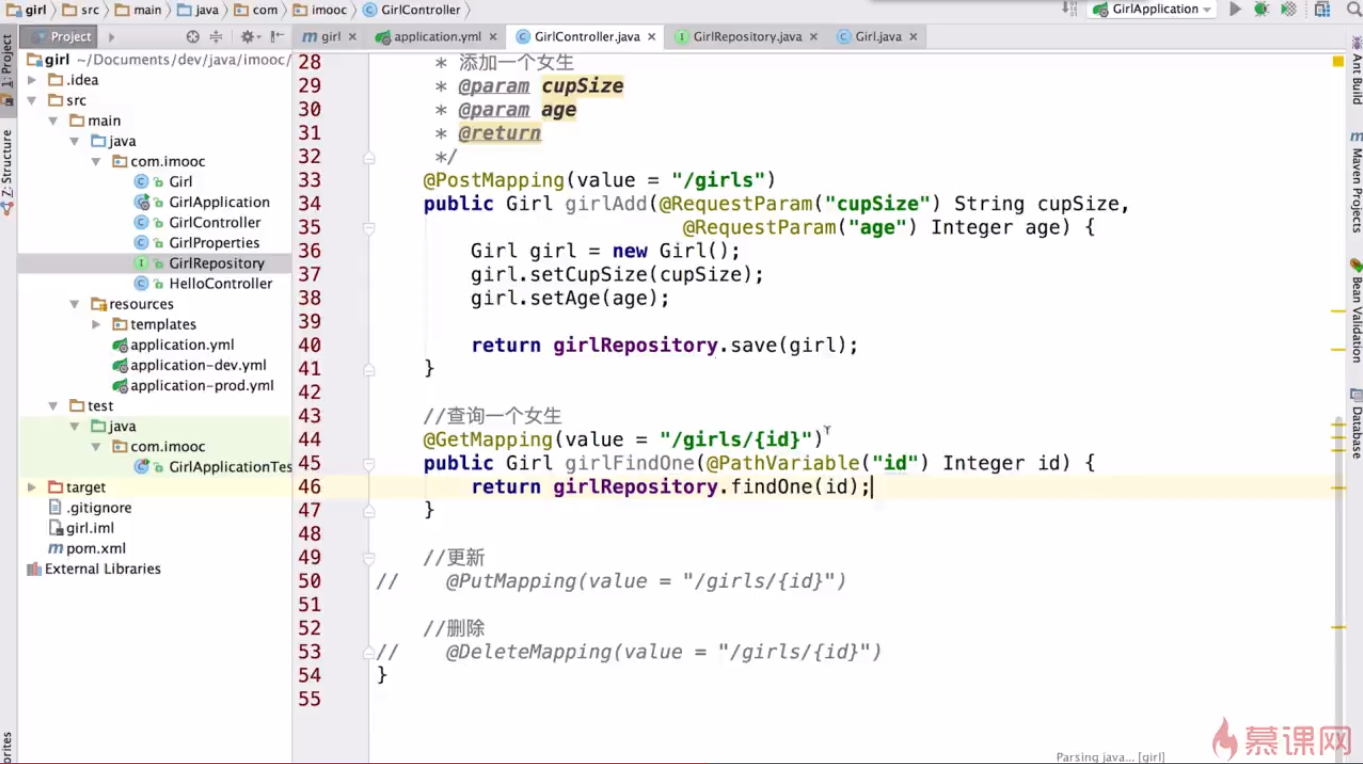 girl src main java com imooc GirlController GirlApplication
Project
girl application.yml GirlController.java GirlRepository.java Girl.java
1: Project
Z: Structure
girl ~/Documents/dev/java/imooc/
.idea
src
main
java
com.imooc
Girl
GirlApplication
GirlController
GirlProperties
GirlRepository
HelloController
resources
templates
application.yml
application-dev.yml
application-prod.yml
test
java
com.imooc
GirlApplicationTes
target
.gitignore
girl.iml
pom.xml
External Libraries
28 * 添加一个女生
29 * @param cupSize
30 * @param age
31 * @return
32 */
33 @PostMapping(value = "/girls")
34 public Girl girlAdd(@RequestParam("cupSize") String cupSize,
35 @RequestParam("age") Integer age) {
36 Girl girl = new Girl();
37 girl.setCupSize(cupSize);
38 girl.setAge(age);
39
40 return girlRepository.save(girl);
41 }
42
43 //查询一个女生
44 @GetMapping(value = "/girls/{id}")
45 public Girl girlFindOne(@PathVariable("id") Integer id) {
46 return girlRepository.findOne(id);
47 }
48
49 //更新
50 // @PutMapping(value = "/girls/{id}")
51
52 //删除
53 // @DeleteMapping(value = "/girls/{id}")
54 }
55
Ant Build
Maven Projects
Bean Validation
Database
Parsing java... [girl]
慕课网